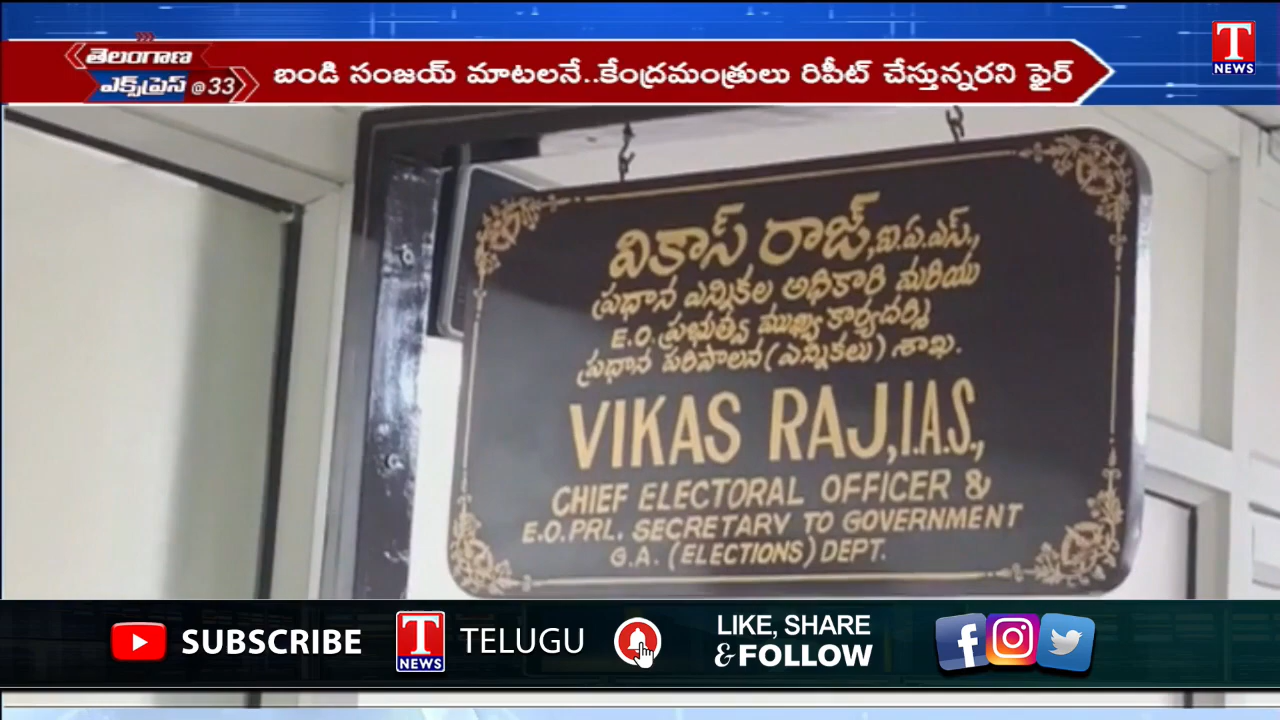 తెలంగాణ
ఎక్స్‌ప్రెస్ @ 33
బండి సంజయ్ మాటలనే..కేంద్రమంత్రులు రిపీట్ చేస్తున్నరని ఫైర్
T
NEWS
వికాస్ రాజ్,ఐ.ఏ.ఎస్.,
ప్రధాన ఎన్నికల అధికారి మరియు
E.O. ప్రభుత్వ ముఖ్య కార్యదర్శి
ప్రధాన పరిపాలన (ఎన్నికలు) శాఖ.
VIKAS RAJ,I.A.S.,
CHIEF ELECTORAL OFFICER &
E.O.PRL. SECRETARY TO GOVERNMENT
G.A. (ELECTIONS) DEPT.
SUBSCRIBE
T
NEWS
TELUGU
LIKE, SHARE
& FOLLOW